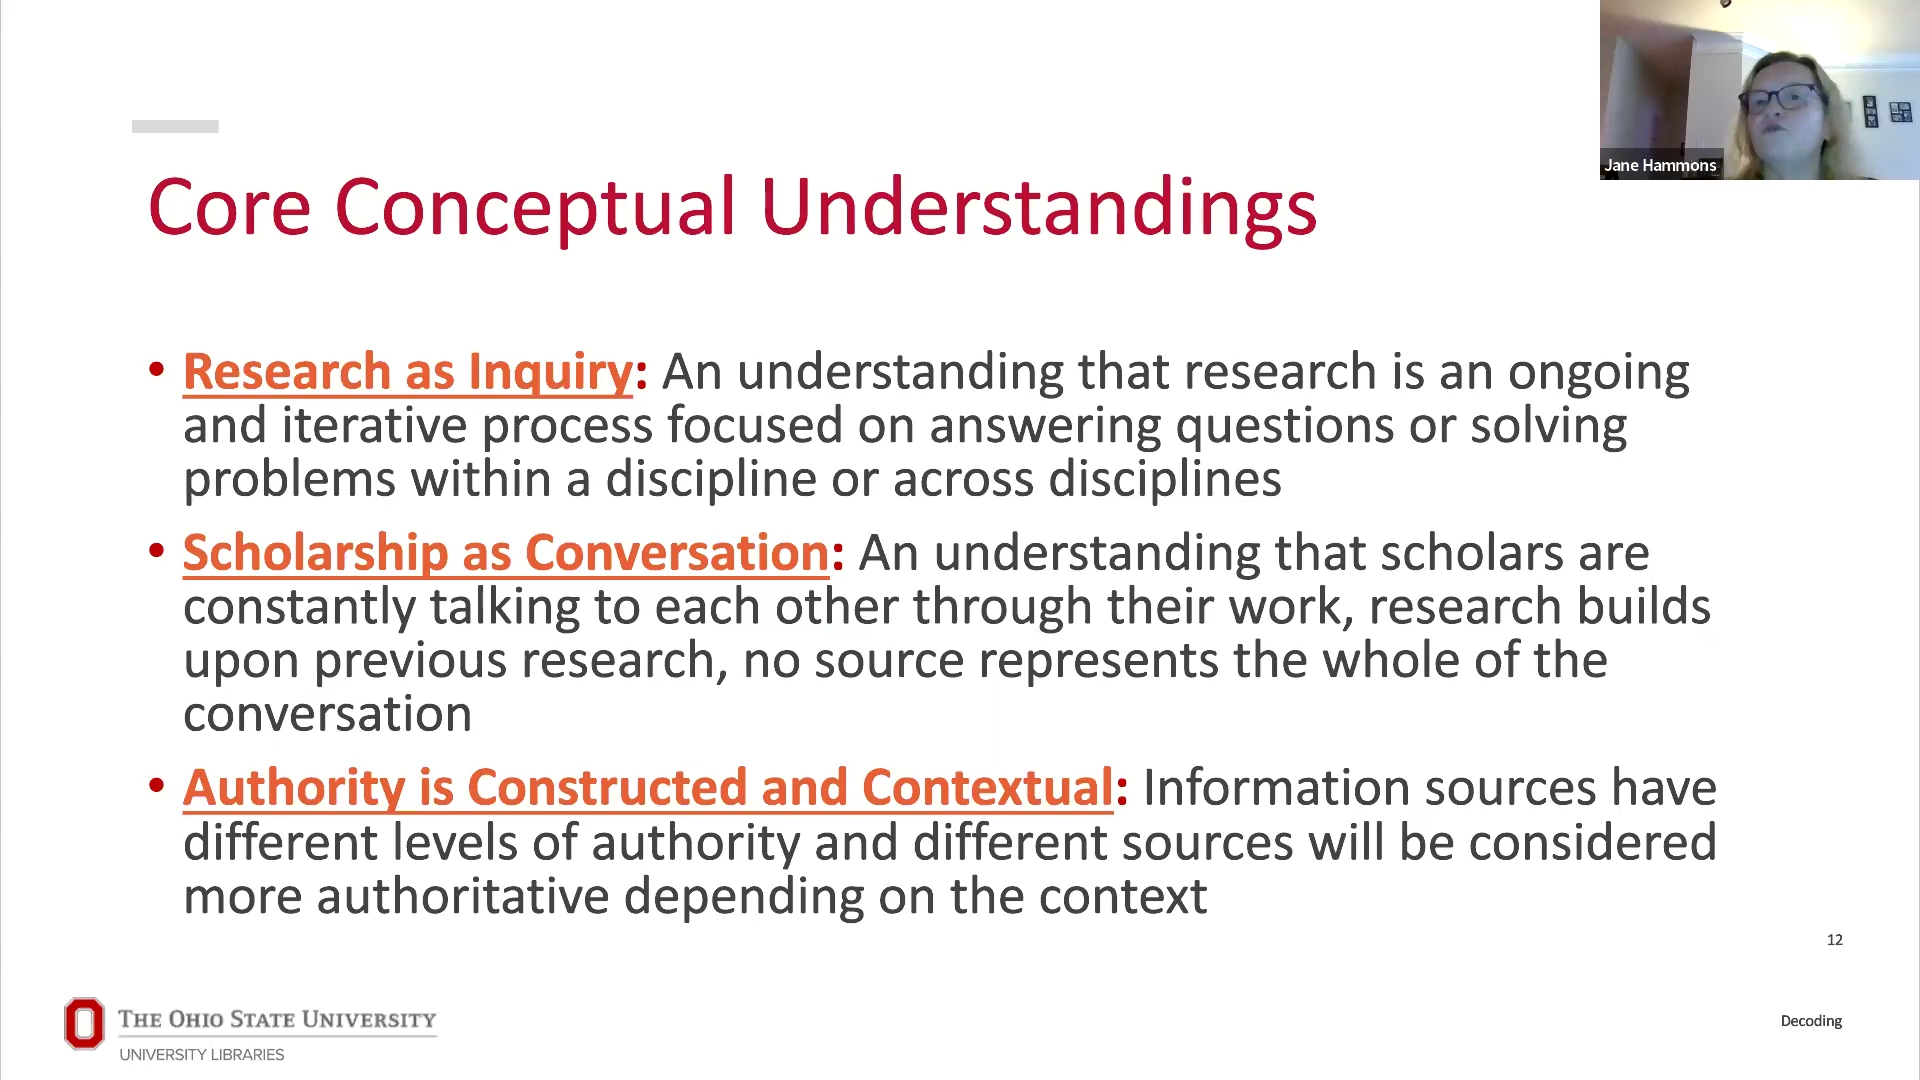 Jane Hammons
Core Conceptual Understandings
• Research as Inquiry: An understanding that research is an ongoing
and iterative process focused on answering questions or solving
problems within a discipline or across disciplines
• Scholarship as Conversation: An understanding that scholars are
constantly talking to each other through their work, research builds
upon previous research, no source represents the whole of the
conversation
• Authority is Constructed and Contextual: Information sources have
different levels of authority and different sources will be considered
more authoritative depending on the context
12
THE OHIO STATE UNIVERSITY
UNIVERSITY LIBRARIES
Decoding